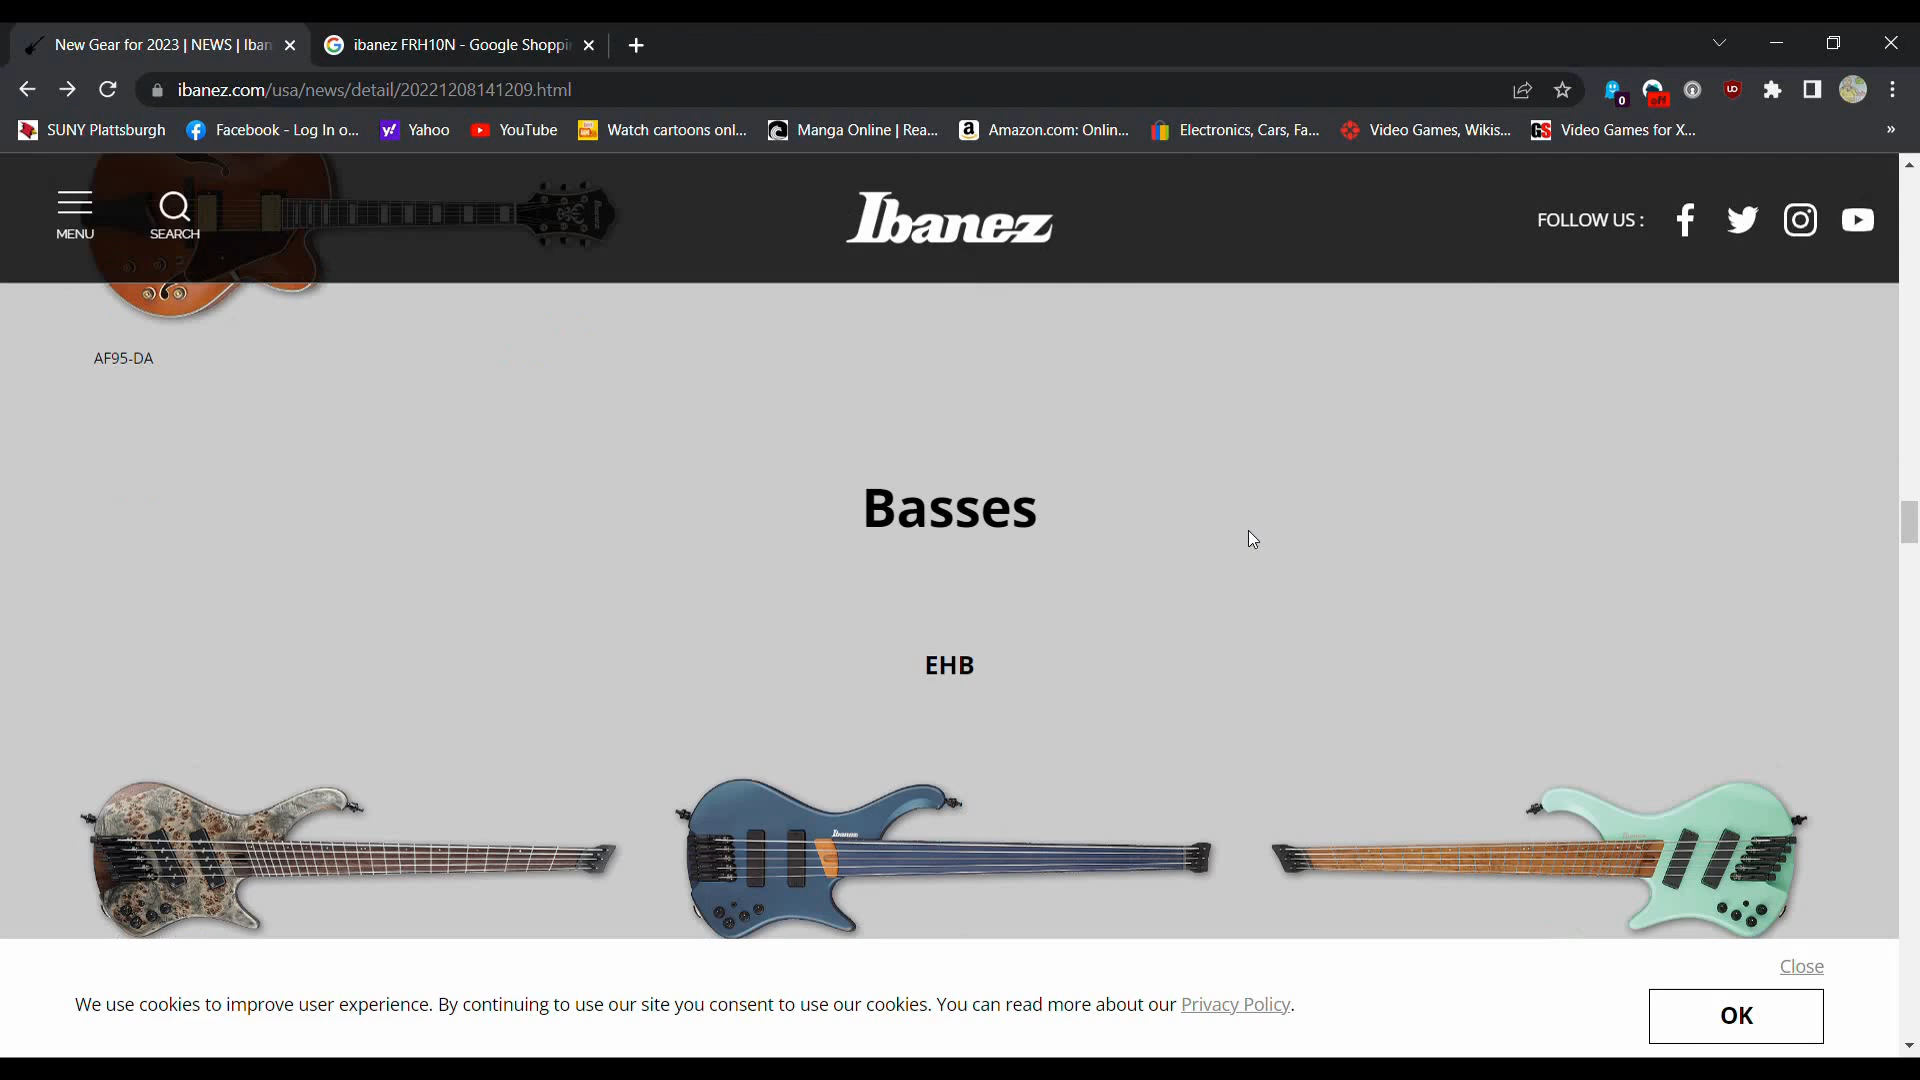 New Gear for 2023 | NEWS | Iban
ibanez FRH10N - Google Shoppi
ibanez.com/usa/news/detail/20221208141209.html
0
off
SUNY Plattsburgh
Facebook - Log In o...
Yahoo
YouTube
Watch cartoons onl...
Manga Online | Rea...
Amazon.com: Onlin...
Electronics, Cars, Fa...
Video Games, Wikis...
Video Games for X...
»
MENU
SEARCH
Ibanez
FOLLOW US :
AF95-DA
Basses
EHB
Ibanez
Close
We use cookies to improve user experience. By continuing to use our site you consent to use our cookies. You can read more about our Privacy Policy.
OK